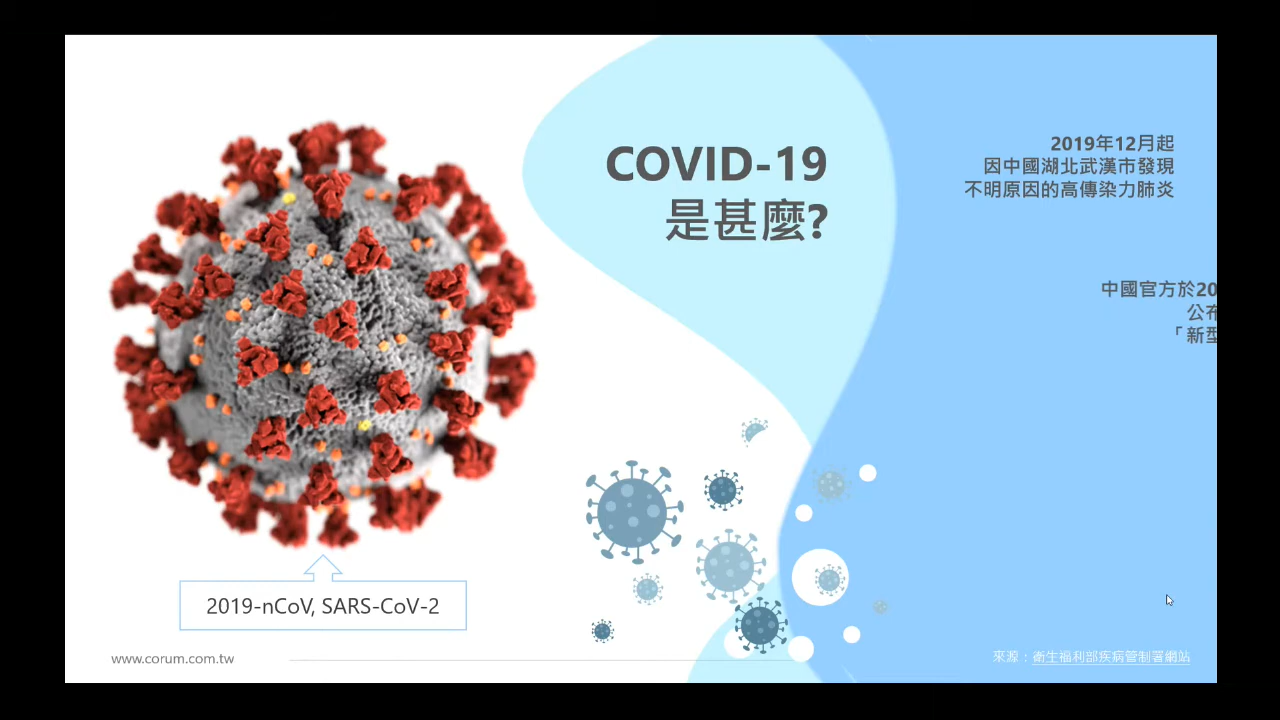 COVID-19
是甚麼?
2019年12月起
因中國湖北武漢市發現
不明原因的高傳染力肺炎
中國官方於20
公布
「新型
2019-nCoV, SARS-CoV-2
www.corum.com.tw
來源：衛生福利部疾病管制署網站